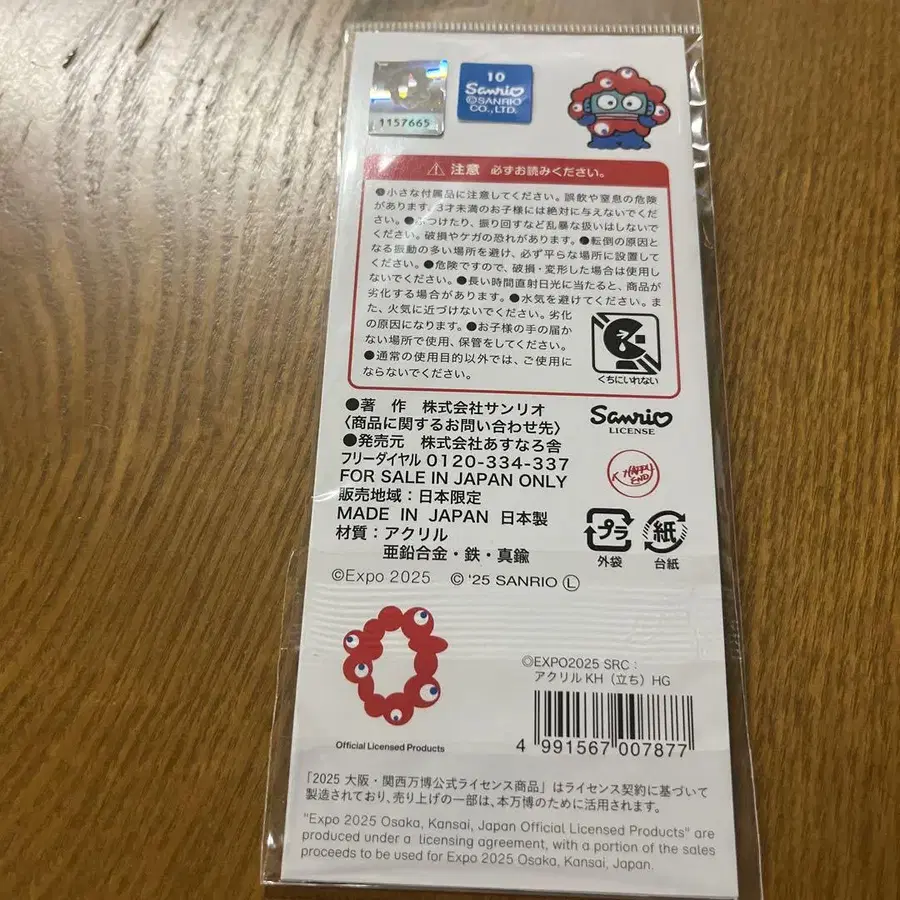 1157665
10
Sanrio
©SANRIO
CO.,LTD.
⚠注意 必ずお読みください。
●小さな付属品に注意してください。誤飲や窒息の危険
があります。3才未満のお子様には絶対に与えないでくだ
さい。●ぶつけたり、振り回すなど乱暴な扱いはしないで
ください。破損やケガの恐れがあります。●転倒の原因と
なる振動の多い場所を避け、必ず平らな場所に設置して
ください。●危険ですので、破損・変形した場合は使用し
ないでください。●長い時間直射日光に当たると、商品が
劣化する場合があります。●水気を避けてください。ま
た、火気に近づけないでください。劣化
の原因になります。●お子様の手の届か
ない場所で使用、保管をしてください。
●通常の使用目的以外では、ご使用に
ならないでください。
くちにいれない
●著 作 株式会社サンリオ
〈商品に関するお問い合わせ先〉
●発売元 株式会社あすなろ舎
フリーダイヤル 0120-334-337
FOR SALE IN JAPAN ONLY
販売地域：日本限定
MADE IN JAPAN 日本製
材質：アクリル
亜鉛合金・鉄・真鍮
©Expo 2025 © '25 SANRIO Ⓛ
Sanrio
LICENSE
HAPPY
END
プラ
外袋
紙
台紙
Official Licensed Products
©EXPO2025 SRC：
アクリルKH（立ち）HG
4 991567 007877
「2025 大阪・関西万博公式ライセンス商品」はライセンス契約に基づいて
製造されており、売り上げの一部は、本万博のために活用されます。
"Expo 2025 Osaka, Kansai, Japan Official Licensed Products" are
produced under a licensing agreement, with a portion of the sales
proceeds to be used for Expo 2025 Osaka, Kansai, Japan.